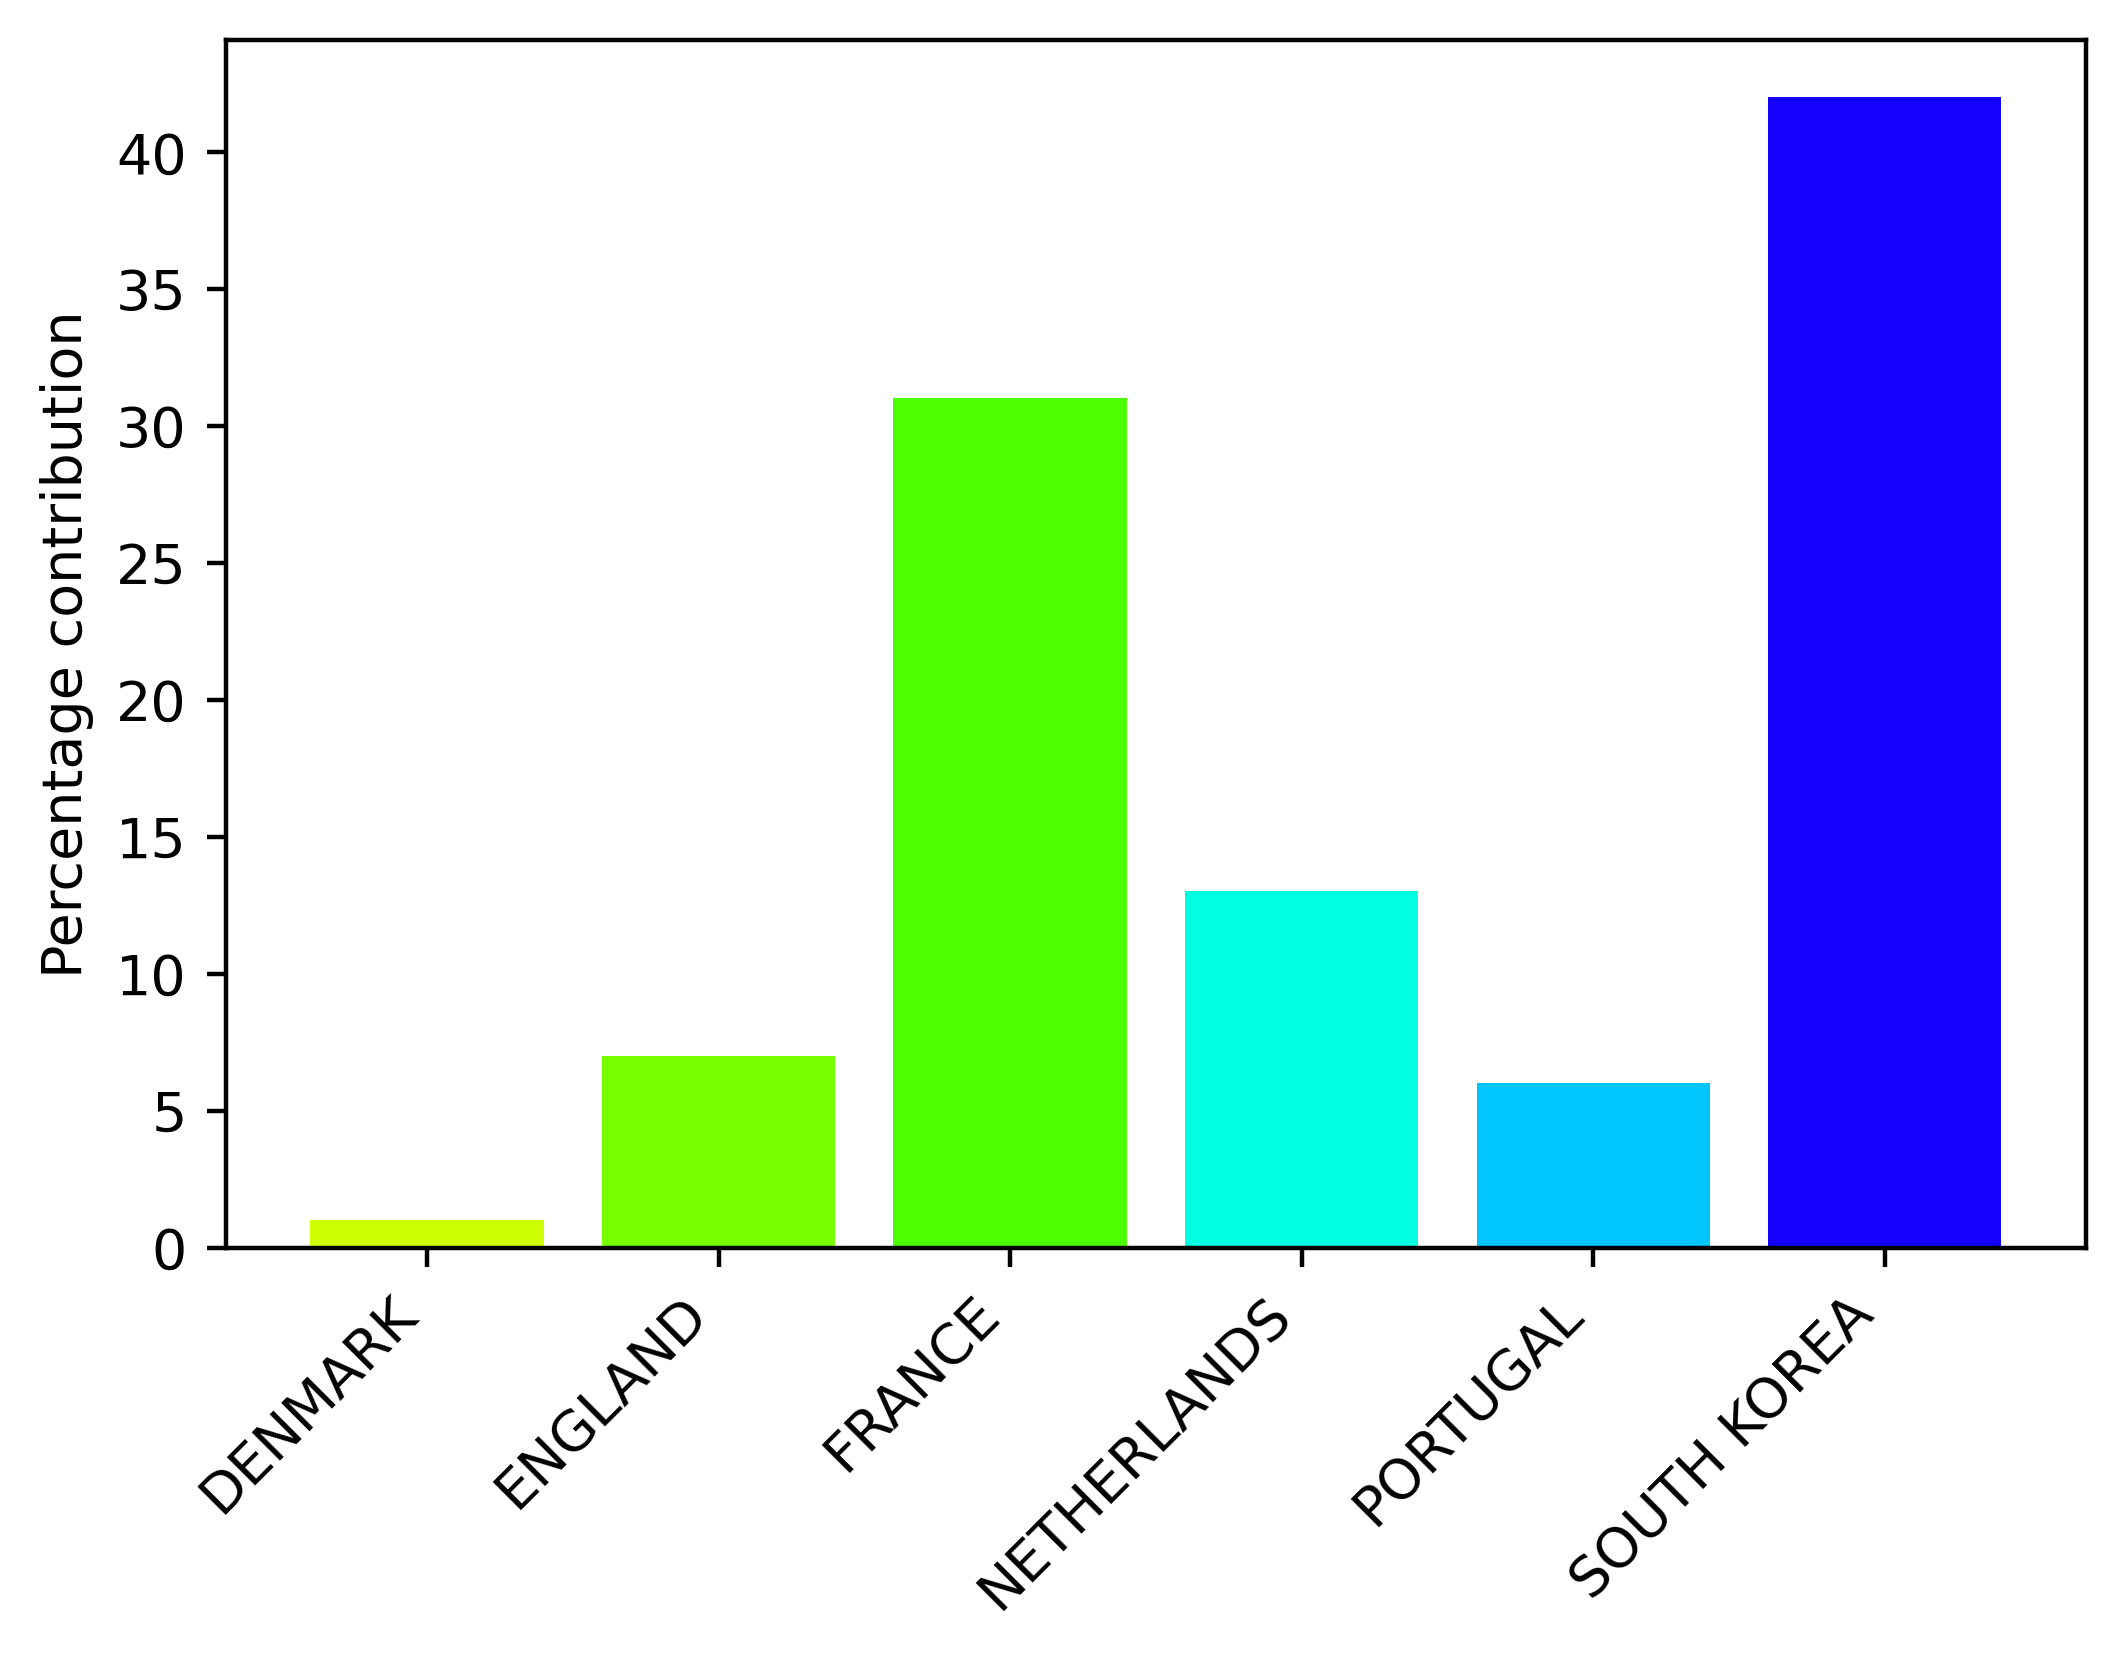 Percentage contribution
40
35
30
25
20
15
10
5
0
DENMARK
ENGLAND
FRANCE
NETHERLANDS
PORTUGAL
SOUTH KOREA